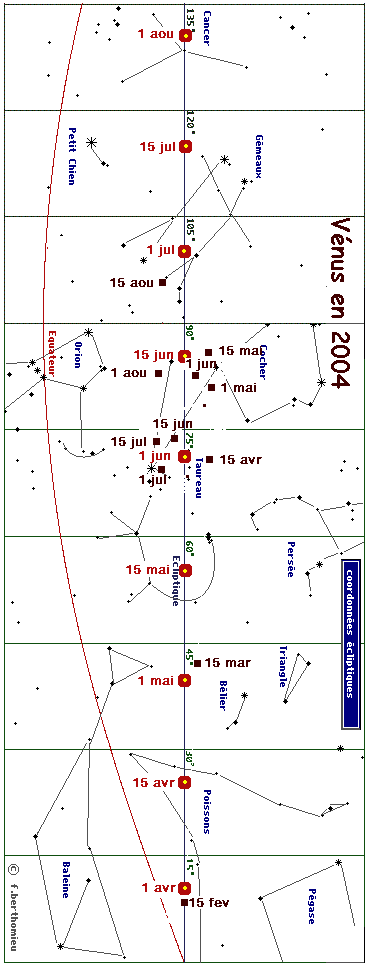 135°
Cancer
1 aou
120°
15 jul
Petit Chien
Gémeaux
105°
1 jul
15 aou
Vénus en 2004
90°
Equateur
Orion
15 jun
15 mai
1 jun
Cocher
1 aou
1 mai
15 jun
15 jul
75°
1 jun
15 avr
Taureau
1 jul
60°
Ecliptique
15 mai
Persée
coordonnées écliptiques
45°
15 mar
Triangle
1 mai
Bélier
30°
15 avr
Poissons
15°
1 avr
15 fev
Baleine
Pégase
© f.berthomieu